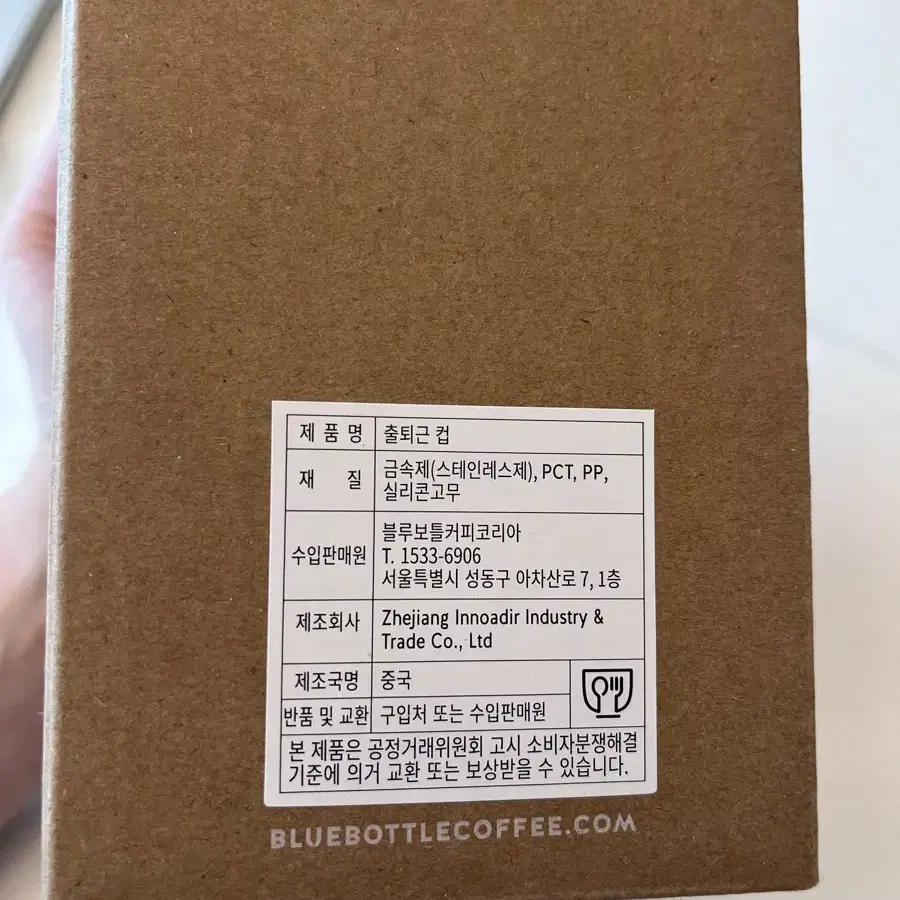 제 품 명 출퇴근 컵
재 질 금속제(스테인레스제), PCT, PP,
실리콘고무
수입판매원 블루보틀커피코리아
T. 1533-6906
서울특별시 성동구 아차산로 7, 1층
제조회사 Zhejiang Innoadir Industry &
Trade Co., Ltd
제조국명 중국
반품 및 교환 구입처 또는 수입판매원
본 제품은 공정거래위원회 고시 소비자분쟁해결
기준에 의거 교환 또는 보상받을 수 있습니다.
BLUEBOTTLECOFFEE.COM